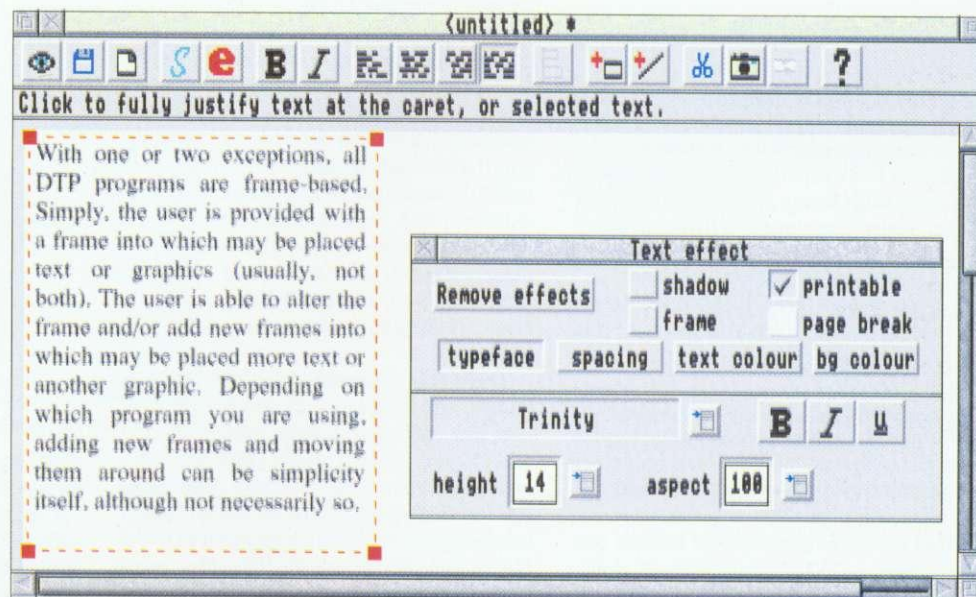 <untitled> *
S e B I ?
Click to fully justify text at the caret, or selected text.
With one or two exceptions, all
DTP programs are frame-based.
Simply, the user is provided with
a frame into which may be placed
text or graphics (usually, not
both). The user is able to alter the
frame and/or add new frames into
which may be placed more text or
another graphic. Depending on
which program you are using,
adding new frames and moving
them around can be simplicity
itself, although not necessarily so.
Text effect
Remove effects shadow printable
frame page break
typeface spacing text colour bg colour
Trinity B I u
height 14 aspect 100